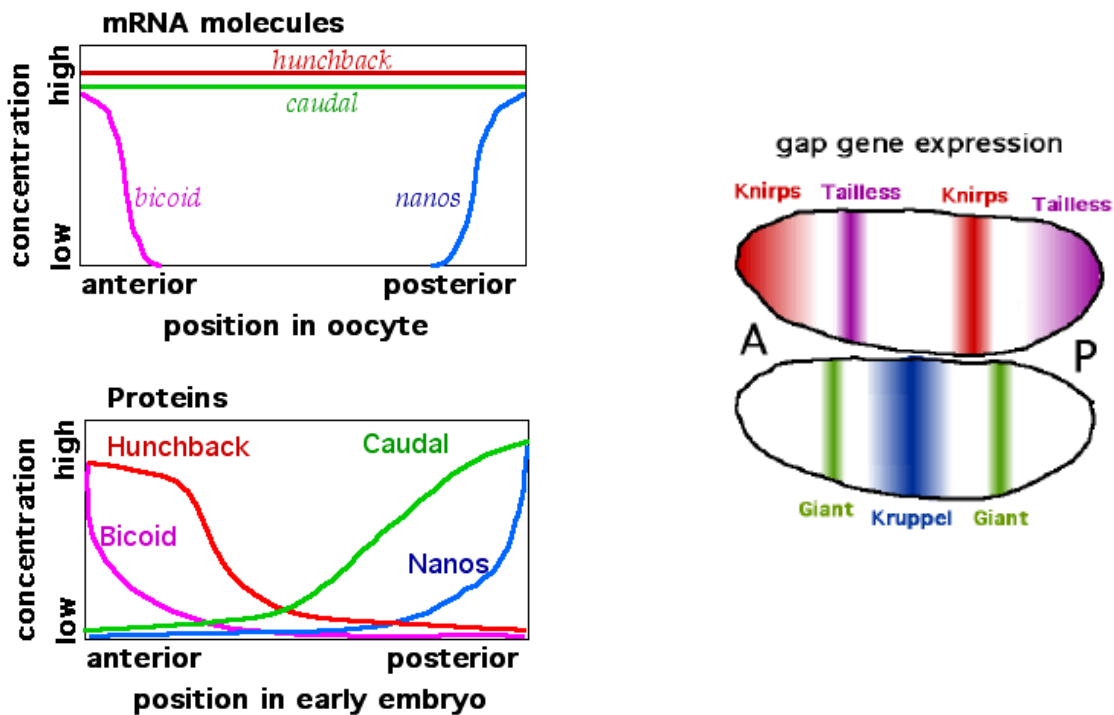 mRNA molecules
concentration
high
low
hunchback
caudal
bicoid
nanos
anterior posterior
position in oocyte
Proteins
concentration
high
low
Hunchback
Caudal
Bicoid
Nanos
anterior posterior
position in early embryo
gap gene expression
Knirps Tailless Knirps Tailless
A P
Giant Kruppel Giant